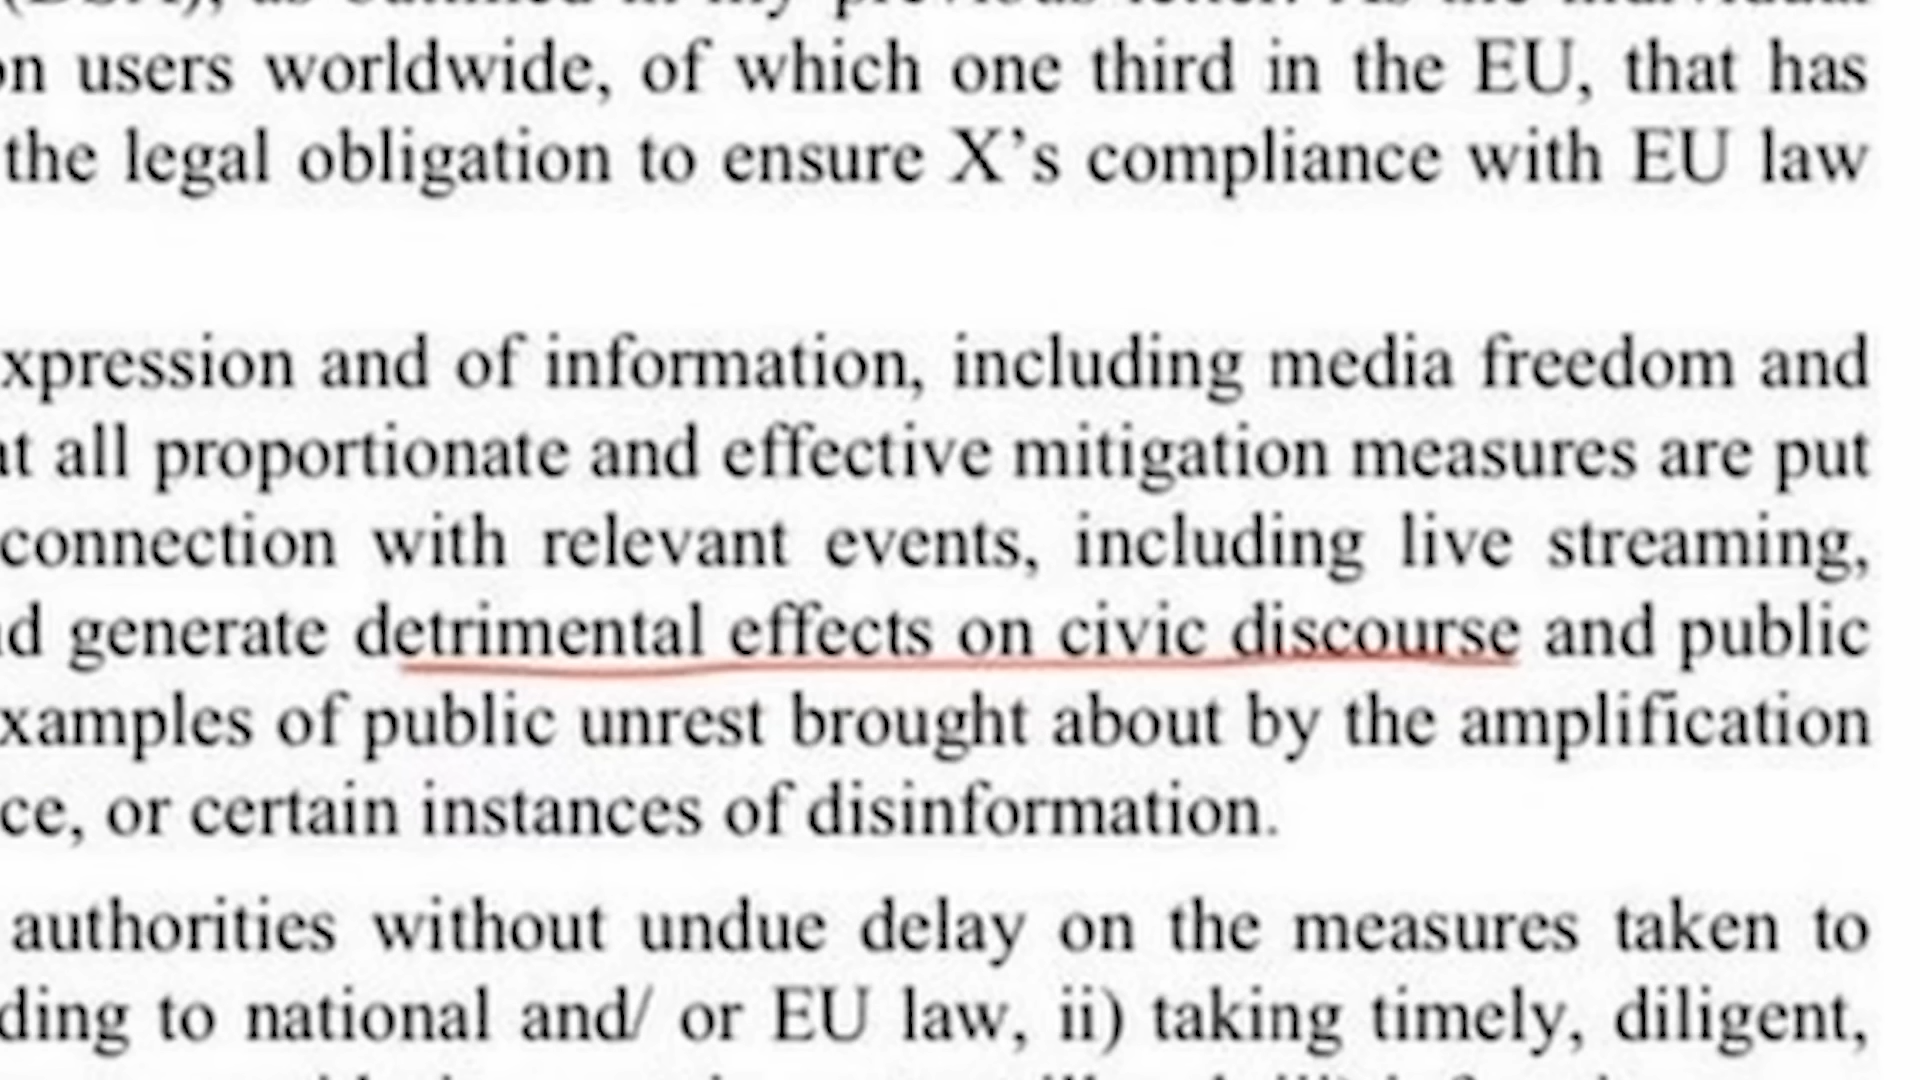 on users worldwide, of which one third in the EU, that has
the legal obligation to ensure X's compliance with EU law
xpression and of information, including media freedom and
at all proportionate and effective mitigation measures are put
connection with relevant events, including live streaming,
nd generate detrimental effects on civic discourse and public
xamples of public unrest brought about by the amplification
ce, or certain instances of disinformation.
authorities without undue delay on the measures taken to
ding to national and/ or EU law, ii) taking timely, diligent,